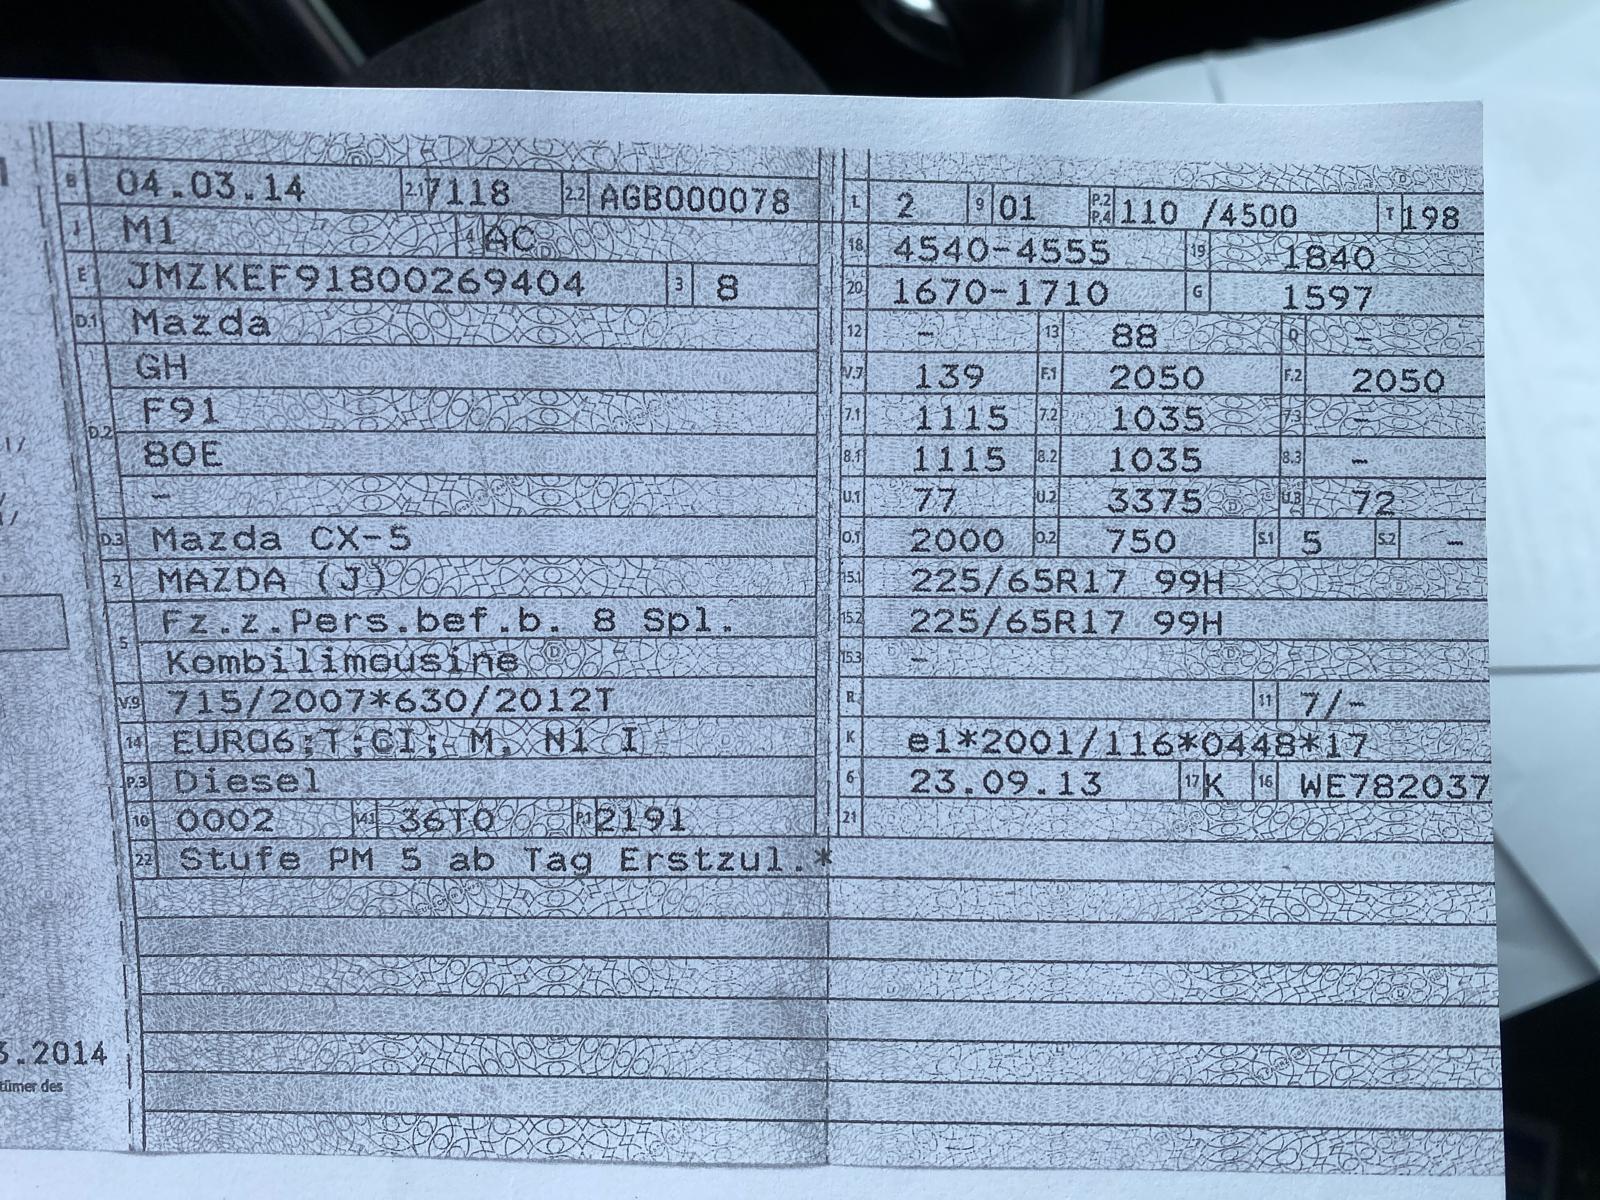 B 04.03.14 2.1 7118 2.2 AGB000078
J M1 4 AC
E JMZKEF91800269404 3 8
D.1 Mazda
D.2 GH
F91
80E
-
D.3 Mazda CX-5
2 MAZDA (J)
5 Fz.z.Pers.bef.b. 8 Spl.
Kombilimousine
V.9 715/2007*630/2012T
14 EURO6;T;GI; M, N1 I
P.3 Diesel
10 0002 14.1 36T0 P.1 2191
22 Stufe PM 5 ab Tag Erstzul.*
L 2 9 01 P.2 P.4 110 /4500 T 198
18 4540-4555 19 1840
20 1670-1710 G 1597
12 - 13 88 Q -
V.7 139 F.1 2050 F.2 2050
7.1 1115 7.2 1035 7.3 -
8.1 1115 8.2 1035 8.3 -
U.1 77 U.2 3375 U.3 72
O.1 2000 O.2 750 S.1 5 S.2 -
15.1 225/65R17 99H
15.2 225/65R17 99H
15.3 -
R 11 7/-
K e1*2001/116*0448*17
6 23.09.13 17 K 16 WE782037
21
.2014
tümer des